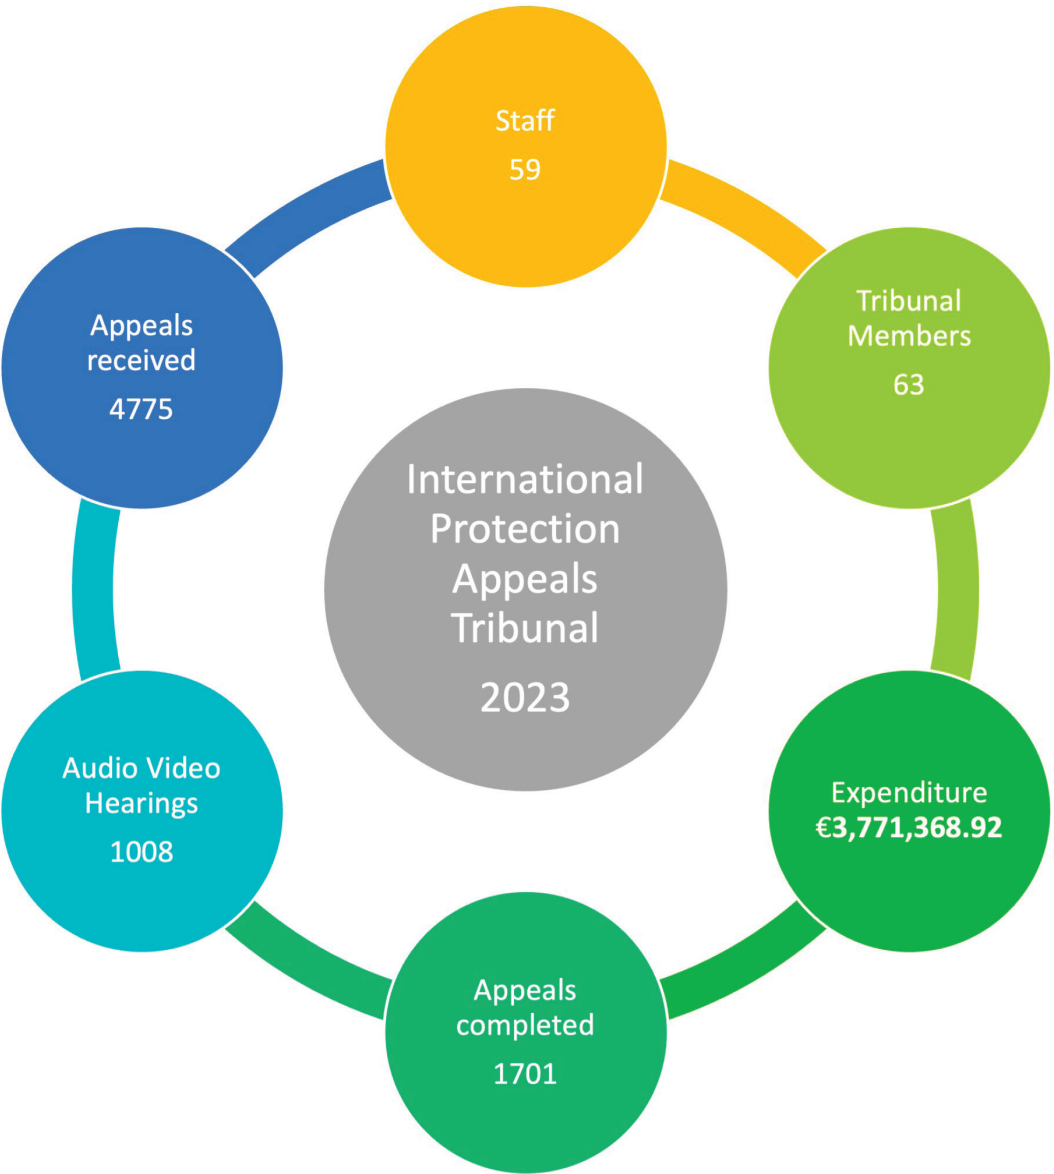 Staff
59
Tribunal
Members
63
Expenditure
€3,771,368.92
Appeals
completed
1701
Audio Video
Hearings
1008
Appeals
received
4775
International
Protection
Appeals
Tribunal
2023